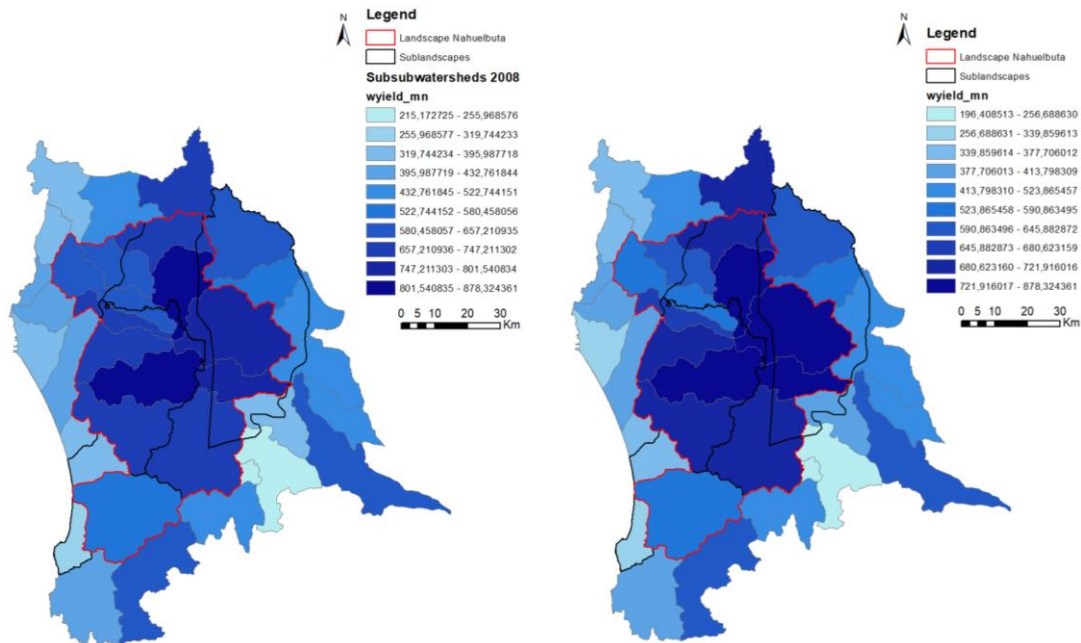 N
Legend
Landscape Nahuelbuta
Sublandscapes
Subsubwatersheds 2008
wyield_mn
215,172725 - 255,968576
255,968577 - 319,744233
319,744234 - 395,987718
395,987719 - 432,761844
432,761845 - 522,744151
522,744152 - 580,458056
580,458057 - 657,210935
657,210936 - 747,211302
747,211303 - 801,540834
801,540835 - 878,324361
0 5 10 20 30
Km
N
Legend
Landscape Nahuelbuta
Sublandscapes
wyield_mn
196,408513 - 256,688630
256,688631 - 339,859613
339,859614 - 377,706012
377,706013 - 413,798309
413,798310 - 523,865457
523,865458 - 590,863495
590,863496 - 645,882872
645,882873 - 680,623159
680,623160 - 721,916016
721,916017 - 878,324361
0 5 10 20 30
Km